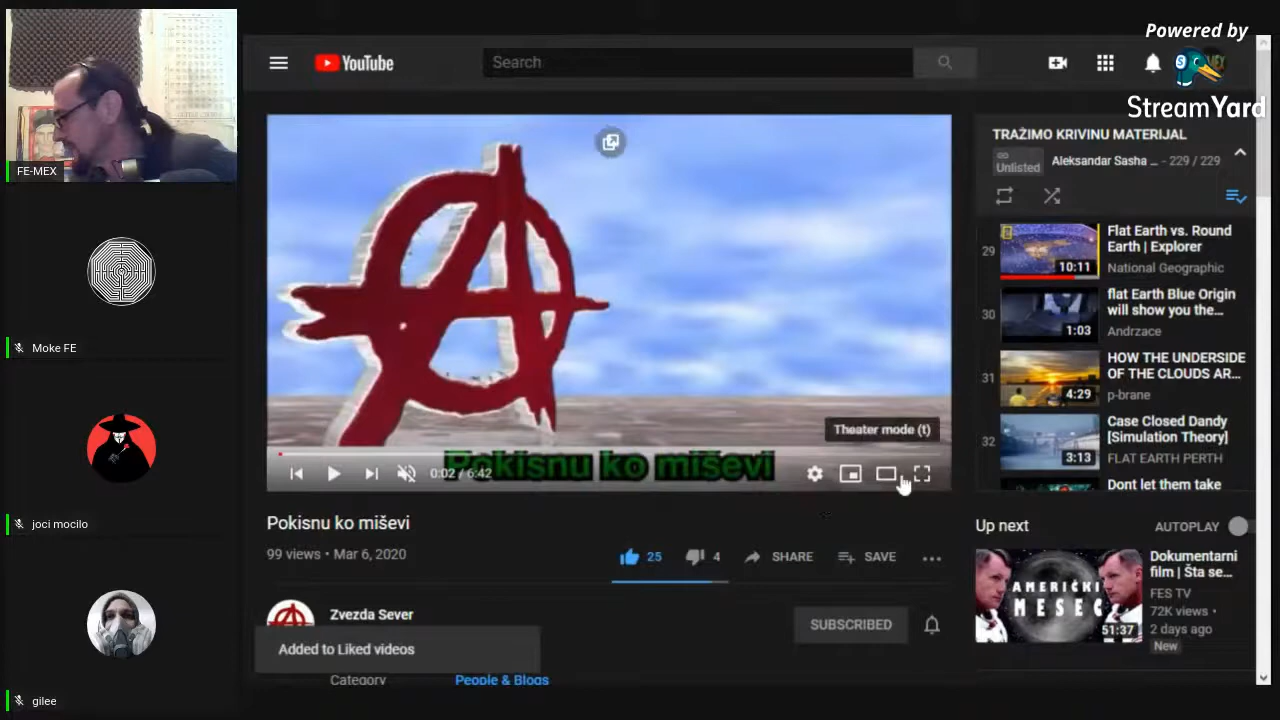 Powered by
StreamYard
FE-MEX
Moke FE
joci mocilo
gilee
YouTube
Search
Pokisnu ko miševi
0:02 / 6:42
Theater mode (t)
Pokisnu ko miševi
99 views • Mar 6, 2020
25
4
SHARE
SAVE
Zvezda Sever
SUBSCRIBED
Added to Liked videos
Category
People & Blogs
TRAŽIMO KRIVINU MATERIJAL
Unlisted
Aleksandar Sasha ... - 229 / 229
29
10:11
Flat Earth vs. Round
Earth | Explorer
National Geographic
30
1:03
flat Earth Blue Origin
will show you the...
Andrzace
31
4:29
HOW THE UNDERSIDE
OF THE CLOUDS AR...
p-brane
32
3:13
Case Closed Dandy
[Simulation Theory]
FLAT EARTH PERTH
Dont let them take
Up next
AUTOPLAY
AMERIČKI
MESEC
51:37
Dokumentarni
film | Šta se...
FES TV
72K views •
2 days ago
New